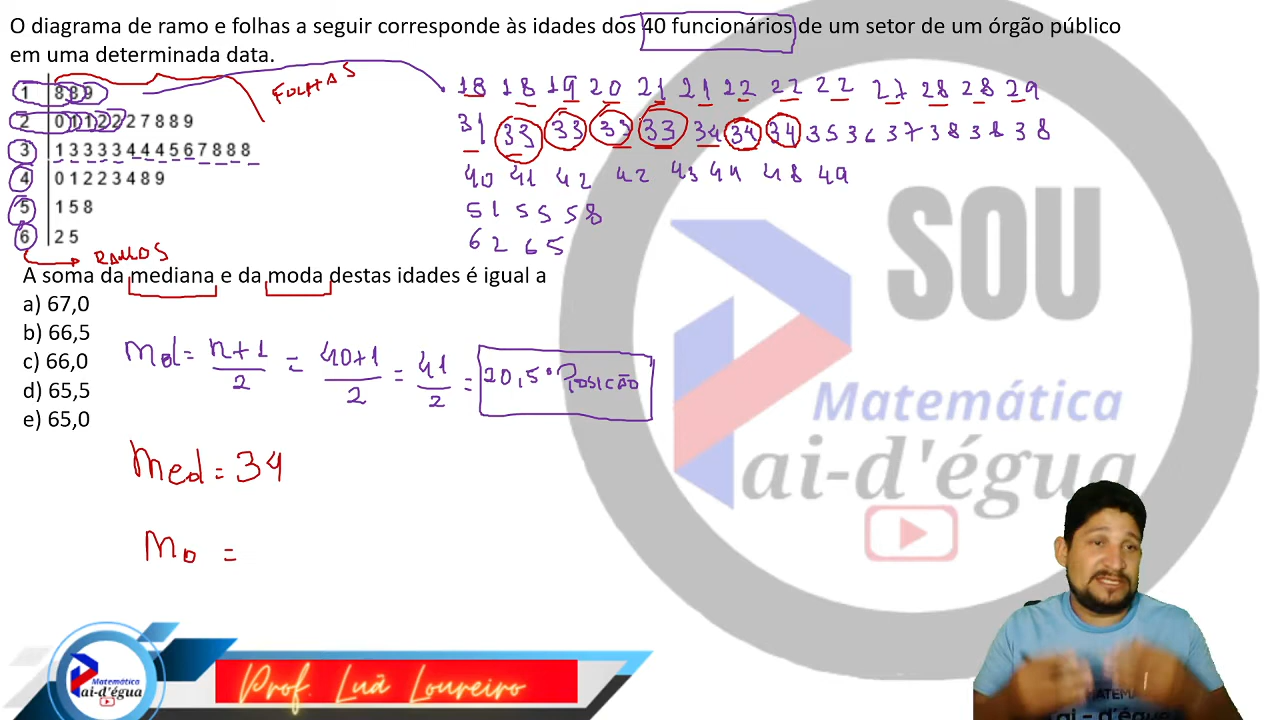 O diagrama de ramo e folhas a seguir corresponde às idades dos 40 funcionários de um setor de um órgão público
em uma determinada data.
FOLHAS
1 | 8 8 9
2 | 0 1 1 2 2 2 2 7 8 8 9
3 | 1 3 3 3 3 4 4 4 5 6 7 8 8 8
4 | 0 1 2 2 3 4 8 9
5 | 1 5 8
6 | 2 5
RAMOS
18 18 19 20 21 21 22 22 22 27 28 28 29
31 33 33 33 33 34 34 34 35 36 37 38 38 38
40 41 42 42 43 44 48 49
51 55 58
62 65
A soma da mediana e da moda destas idades é igual a
a) 67,0
b) 66,5
c) 66,0
d) 65,5
e) 65,0
Med = n+1/2 = 40+1/2 = 41/2 = 20,5ª POSICÃO
Med = 34
Mo =
SOU
Matemática
ai-d'égua
Matemática
ai-d'égua
Prof. Luã Loureiro
MATEM
ai-d'égua